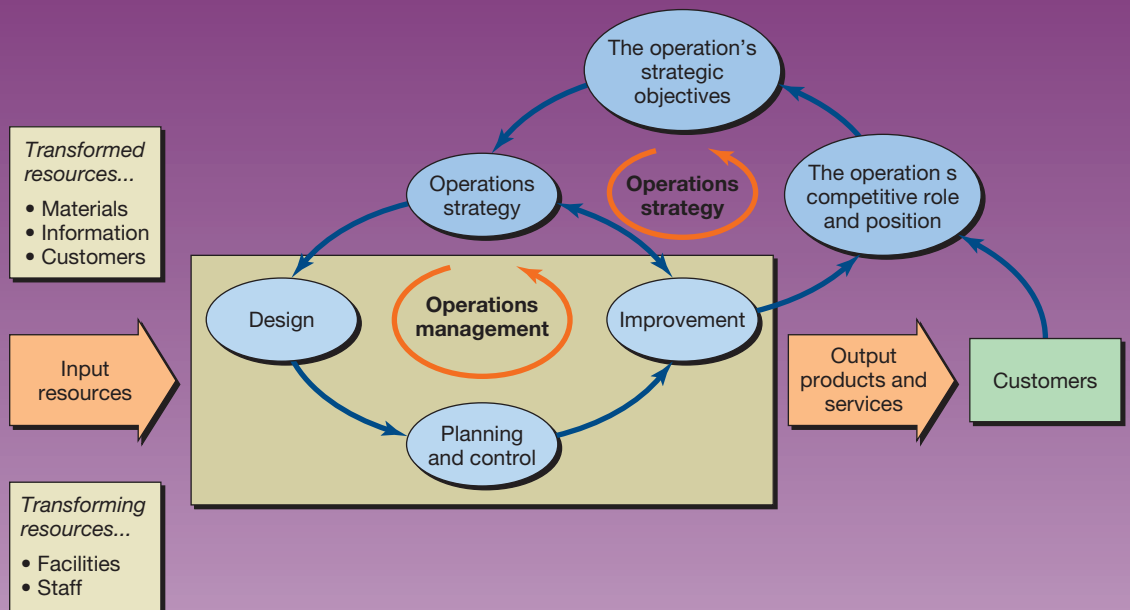 The operation's
strategic
objectives
Transformed
resources...
• Materials
• Information
• Customers
Operations
strategy
Operations
strategy
The operation s
competitive role
and position
Design
Operations
management
Improvement
Input
resources
Output
products and
services
Customers
Planning
and control
Transforming
resources...
• Facilities
• Staff